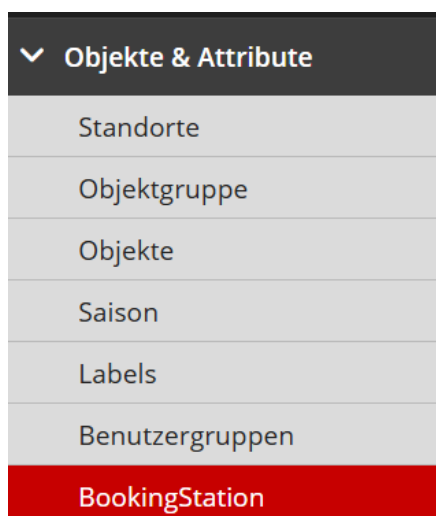 Objekte & Attribute
Standorte
Objektgruppe
Objekte
Saison
Labels
Benutzergruppen
BookingStation